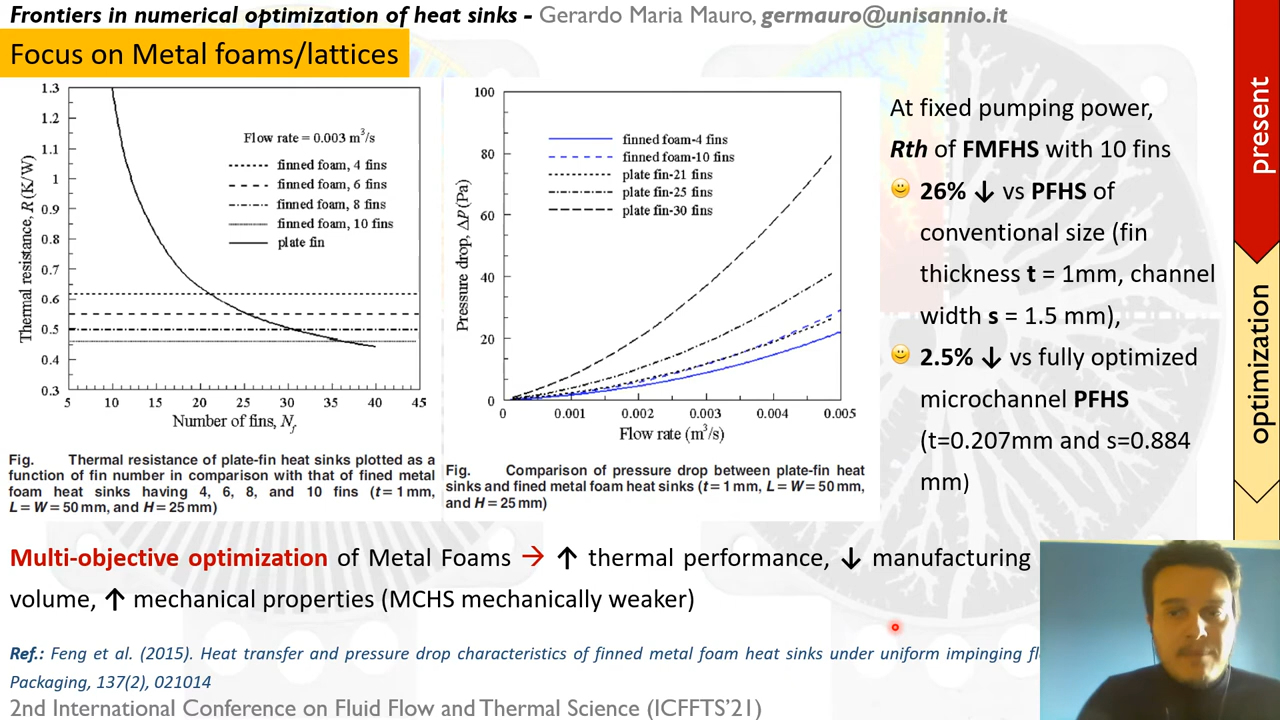 Frontiers in numerical optimization of heat sinks - Gerardo Maria Mauro, germauro@unisannio.it
Focus on Metal foams/lattices
Thermal resistance, R (K/W)
1.3
1.2
1.1
1
0.9
0.8
0.7
0.6
0.5
0.4
0.3
Flow rate = 0.003 m³/s
finned foam, 4 fins
finned foam, 6 fins
finned foam, 8 fins
finned foam, 10 fins
plate fin
5 10 15 20 25 30 35 40 45
Number of fins, N_f
Fig. Thermal resistance of plate-fin heat sinks plotted as a
function of fin number in comparison with that of fined metal
foam heat sinks having 4, 6, 8, and 10 fins (t = 1 mm,
L = W = 50 mm, and H = 25 mm)
Pressure drop, ΔP (Pa)
100
80
60
40
20
0
finned foam-4 fins
finned foam-10 fins
plate fin-21 fins
plate fin-25 fins
plate fin-30 fins
0 0.001 0.002 0.003 0.004 0.005
Flow rate (m³/s)
Fig. Comparison of pressure drop between plate-fin heat
sinks and fined metal foam heat sinks (t = 1 mm, L = W = 50 mm,
and H = 25 mm)
At fixed pumping power,
Rth of FMFHS with 10 fins
26% ↓ vs PFHS of
conventional size (fin
thickness t = 1mm, channel
width s = 1.5 mm),
2.5% ↓ vs fully optimized
microchannel PFHS
(t=0.207mm and s=0.884
mm)
present
optimization
Multi-objective optimization of Metal Foams → ↑ thermal performance, ↓ manufacturing
volume, ↑ mechanical properties (MCHS mechanically weaker)
Ref.: Feng et al. (2015). Heat transfer and pressure drop characteristics of finned metal foam heat sinks under uniform impinging
Packaging, 137(2), 021014
2nd International Conference on Fluid Flow and Thermal Science (ICFFTS'21)